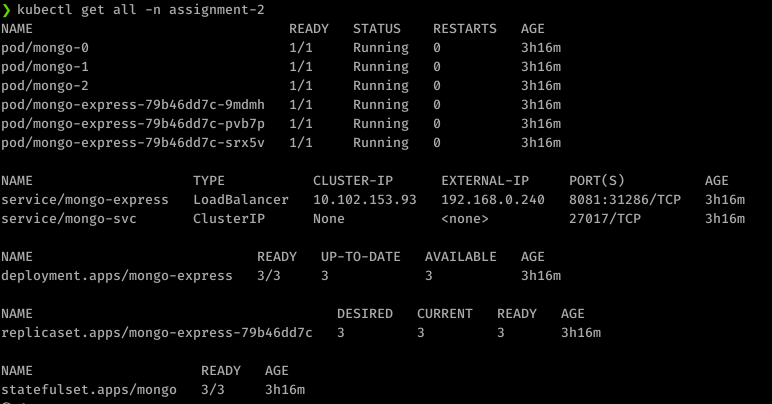 ❯ kubectl get all -n assignment-2
NAME READY STATUS RESTARTS AGE
pod/mongo-0 1/1 Running 0 3h16m
pod/mongo-1 1/1 Running 0 3h16m
pod/mongo-2 1/1 Running 0 3h16m
pod/mongo-express-79b46dd7c-9mdmh 1/1 Running 0 3h16m
pod/mongo-express-79b46dd7c-pvb7p 1/1 Running 0 3h16m
pod/mongo-express-79b46dd7c-srx5v 1/1 Running 0 3h16m
NAME TYPE CLUSTER-IP EXTERNAL-IP PORT(S) AGE
service/mongo-express LoadBalancer 10.102.153.93 192.168.0.240 8081:31286/TCP 3h16m
service/mongo-svc ClusterIP None <none> 27017/TCP 3h16m
NAME READY UP-TO-DATE AVAILABLE AGE
deployment.apps/mongo-express 3/3 3 3 3h16m
NAME DESIRED CURRENT READY AGE
replicaset.apps/mongo-express-79b46dd7c 3 3 3 3h16m
NAME READY AGE
statefulset.apps/mongo 3/3 3h16m